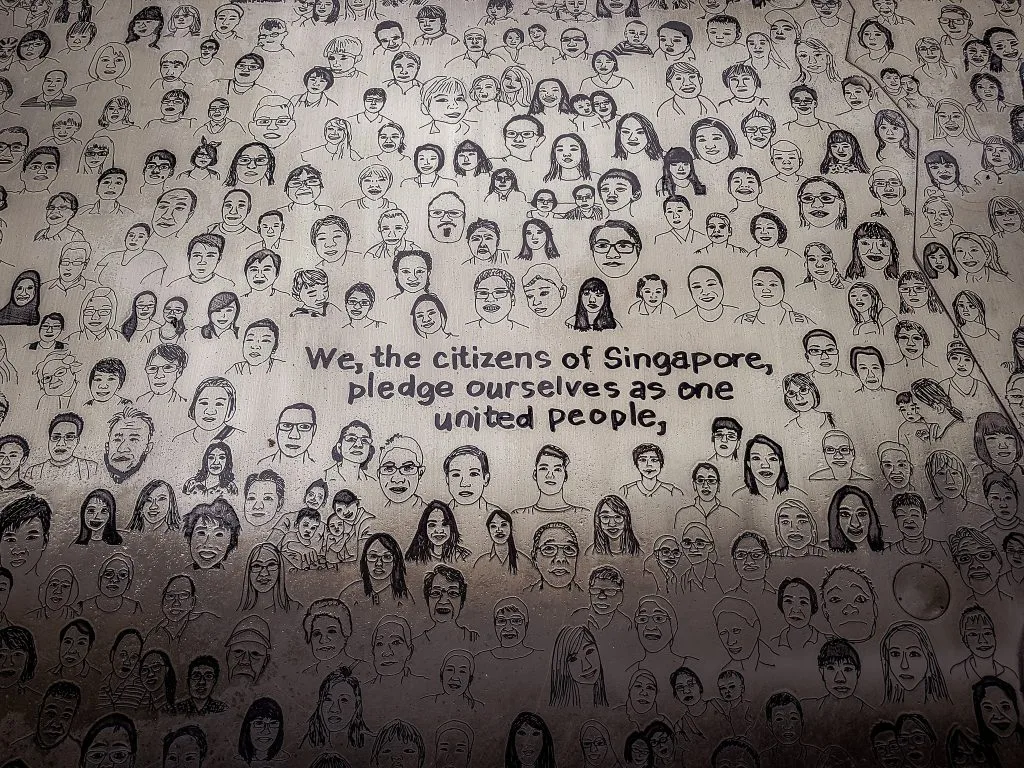 We, the citizens of Singapore,
pledge ourselves as one
united people,